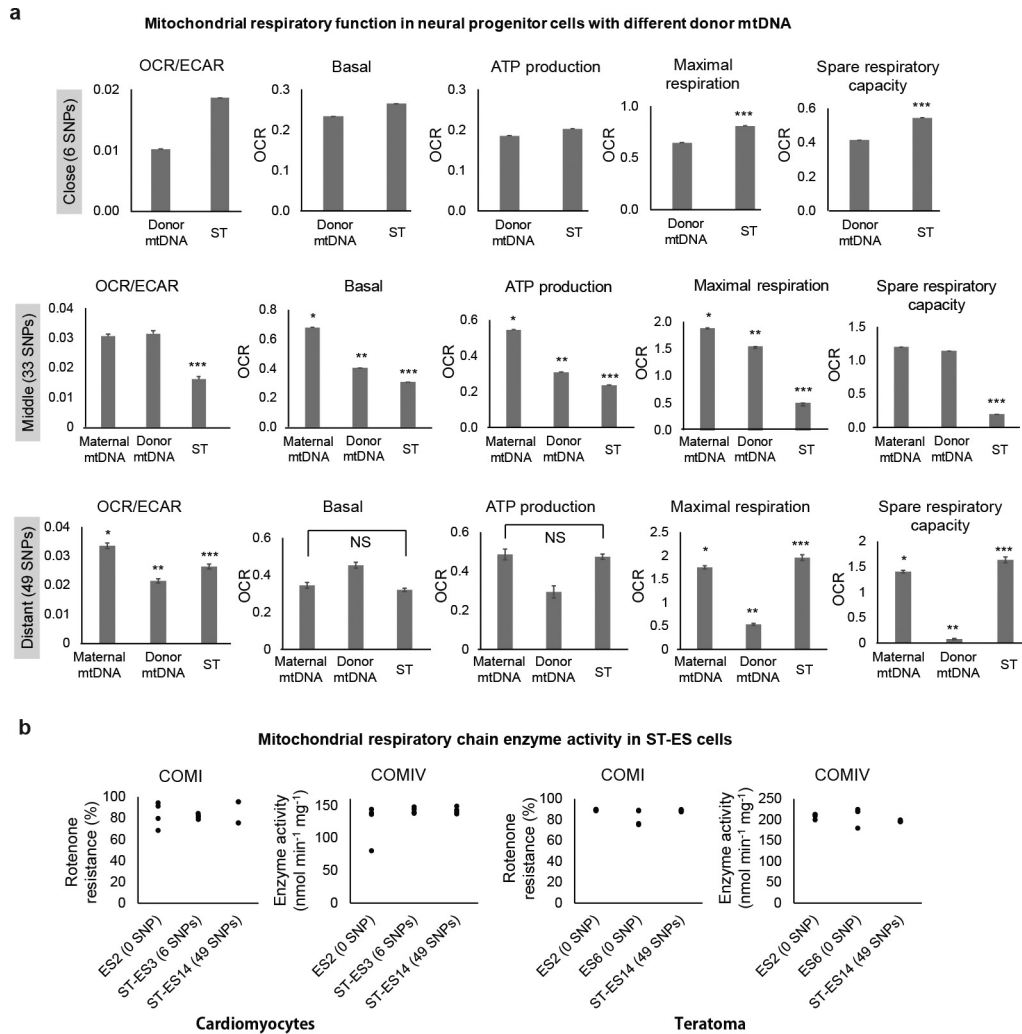 a
Mitochondrial respiratory function in neural progenitor cells with different donor mtDNA
Close (6 SNPs)
OCR/ECAR
0.02
0.01
0.00
Donor
mtDNA
ST
Basal
OCR
0.3
0.2
0.1
0.0
Donor
mtDNA
ST
ATP production
OCR
0.3
0.2
0.1
0.0
Donor
mtDNA
ST
Maximal
respiration
OCR
1.0
0.5
0.0
***
Donor
mtDNA
ST
Spare respiratory
capacity
OCR
0.6
0.4
0.2
0.0
***
Donor
mtDNA
ST
Middle (33 SNPs)
OCR/ECAR
0.04
0.03
0.02
0.01
0
***
Maternal
mtDNA
Donor
mtDNA
ST
Basal
OCR
0.8
0.6
0.4
0.2
0.0
*
**
***
Maternal
mtDNA
Donor
mtDNA
ST
ATP production
OCR
0.6
0.4
0.2
0.0
*
**
***
Maternal
mtDNA
Donor
mtDNA
ST
Maximal respiration
OCR
2.0
1.5
1.0
0.5
0.0
*
**
***
Maternal
mtDNA
Donor
mtDNA
ST
Spare respiratory
capacity
OCR
1.5
1.0
0.5
0.0
***
Materanl
mtDNA
Donor
mtDNA
ST
Distant (49 SNPs)
OCR/ECAR
0.04
0.03
0.02
0.01
0
*
**
***
Maternal
mtDNA
Donor
mtDNA
ST
Basal
OCR
0.6
0.4
0.2
0
NS
Maternal
mtDNA
Donor
mtDNA
ST
ATP production
OCR
0.6
0.4
0.2
0
NS
Maternal
mtDNA
Donor
mtDNA
ST
Maximal respiration
OCR
2.5
2
1.5
1
0.5
0
*
**
***
Maternal
mtDNA
Donor
mtDNA
ST
Spare respiratory
capacity
OCR
2
1.5
1
0.5
0
*
**
***
Maternal
mtDNA
Donor
mtDNA
ST
b
Mitochondrial respiratory chain enzyme activity in ST-ES cells
COMI
Rotenone
resistance (%)
100
80
60
40
20
0
ES2 (0 SNP)
ST-ES3 (6 SNPs)
ST-ES14 (49 SNPs)
COMIV
Enzyme activity
(nmol min-1 mg-1)
150
100
50
0
ES2 (0 SNP)
ST-ES3 (6 SNPs)
ST-ES14 (49 SNPs)
Cardiomyocytes
COMI
Rotenone
resistance (%)
100
80
60
40
20
0
ES2 (0 SNP)
ES6 (0 SNP)
ST-ES14 (49 SNPs)
COMIV
Enzyme activity
(nmol min-1 mg-1)
250
200
150
100
50
0
ES2 (0 SNP)
ES6 (0 SNP)
ST-ES14 (49 SNPs)
Teratoma